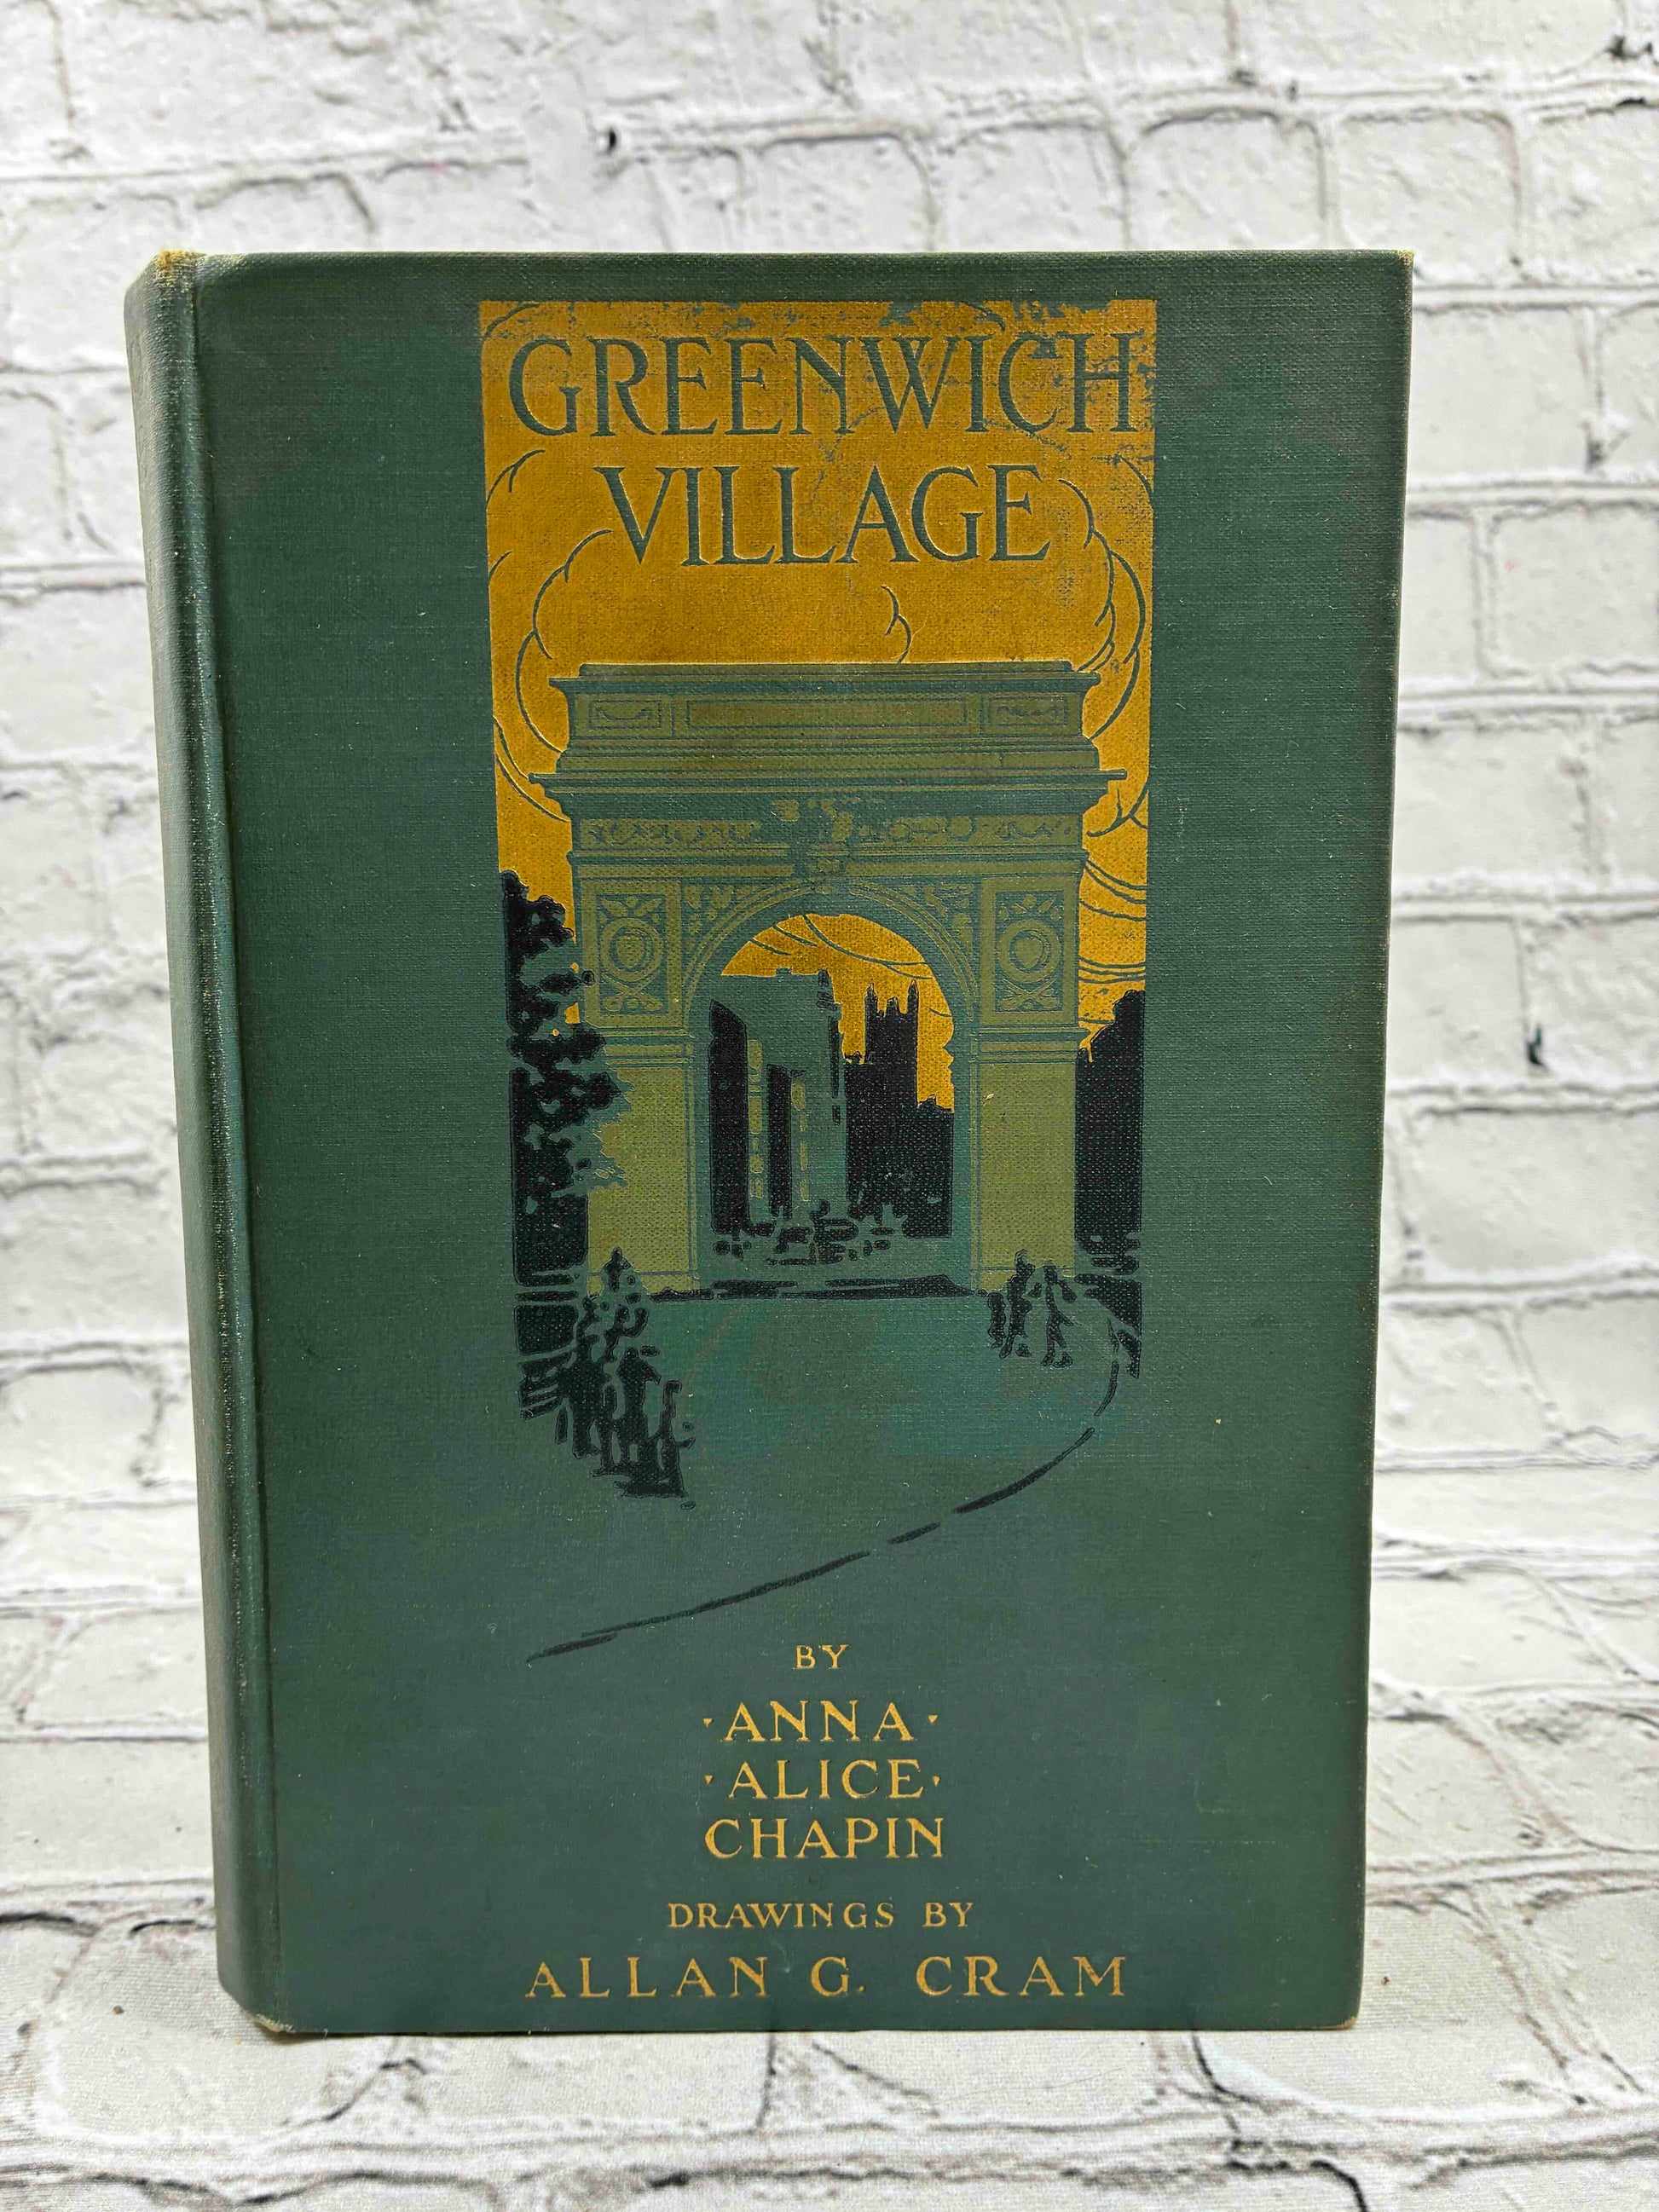 GREENWICH
VILLAGE
BY
·ANNA·
·ALICE·
CHAPIN
DRAWINGS BY
ALLAN G. CRAM